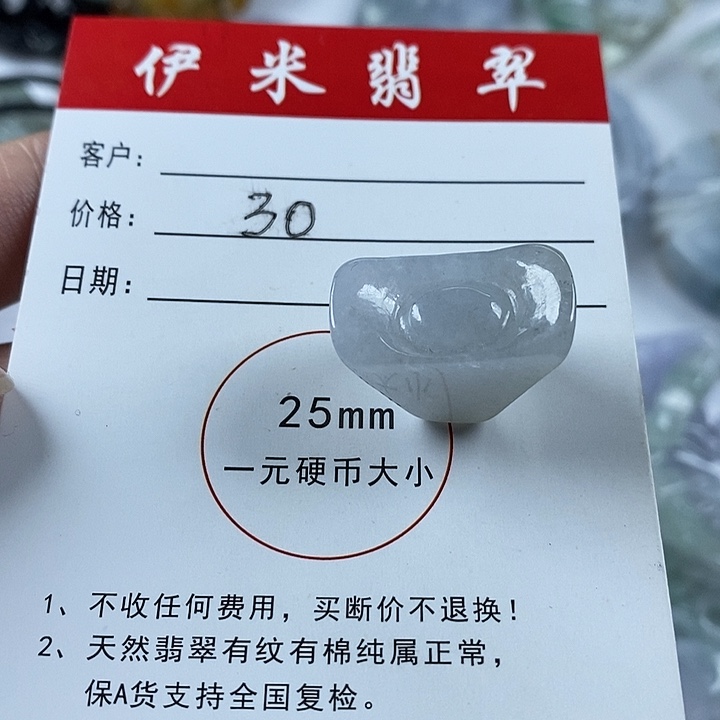 伊米翡翠
客户：
价格：30
日期：
25mm
一元硬币大小
1、不收任何费用，买断价不退换！
2、天然翡翠有纹有棉纯属正常，
保A货支持全国复检。